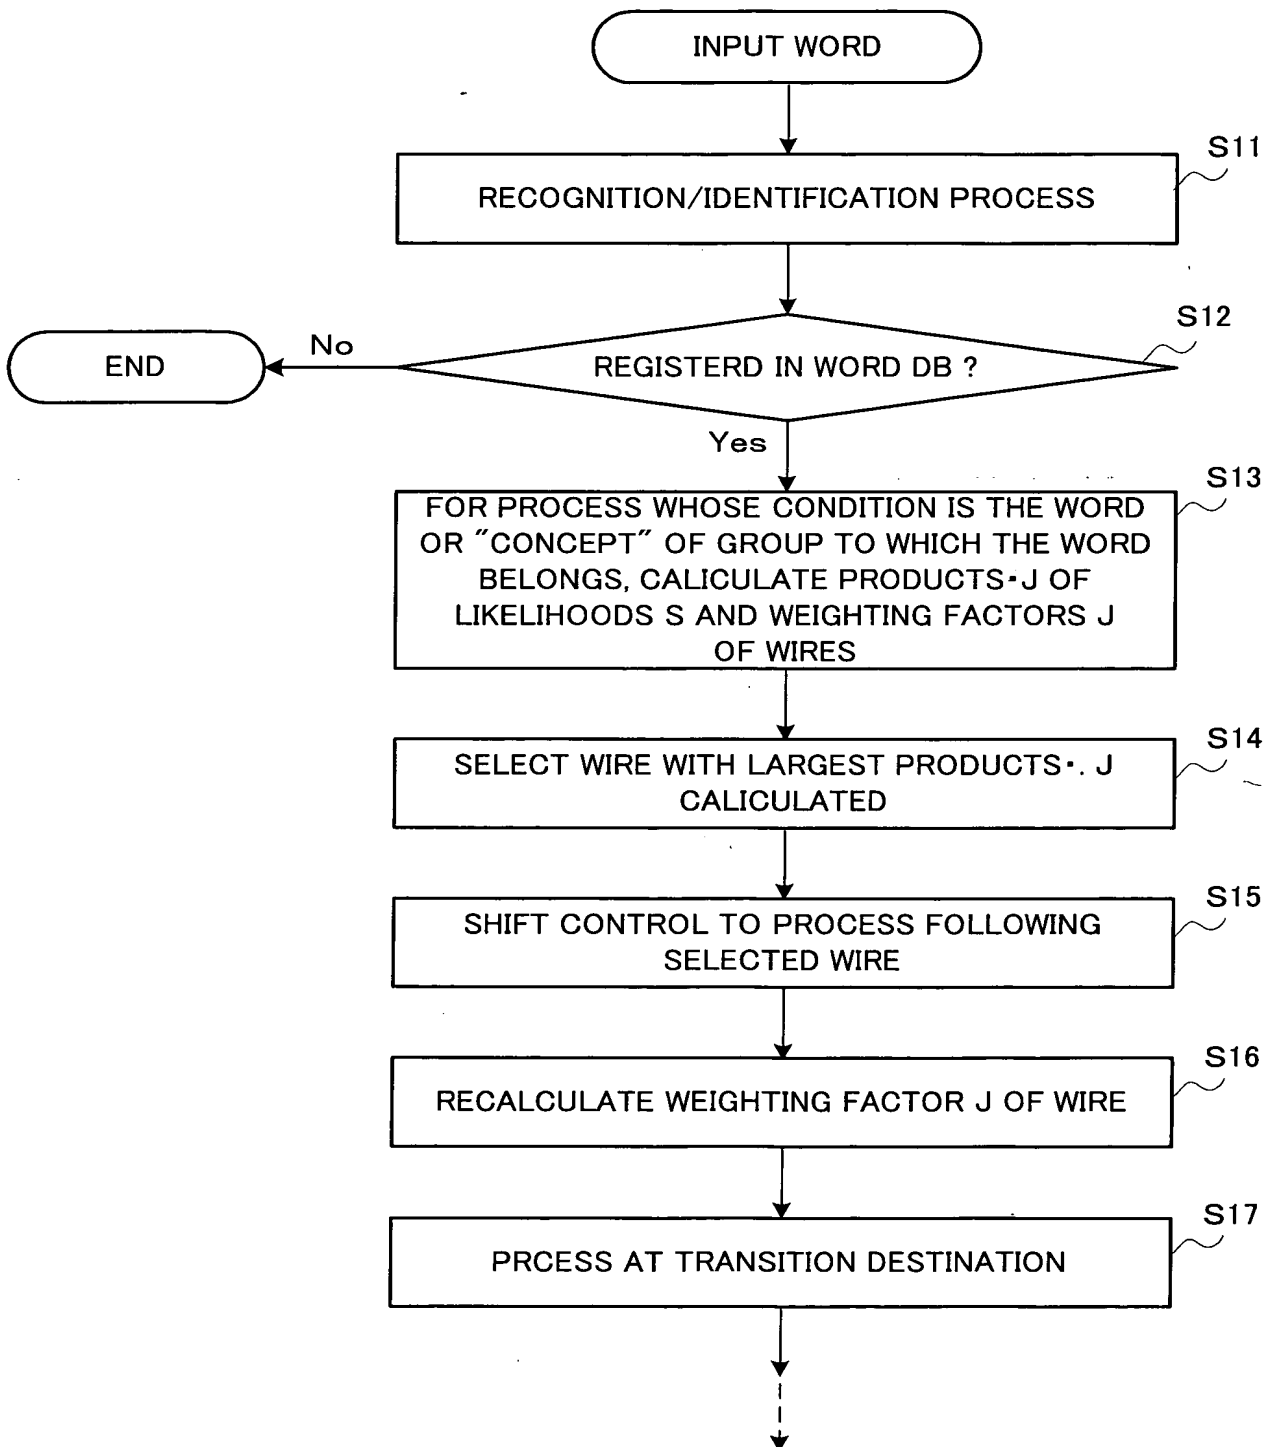 INPUT WORD
S11
RECOGNITION/IDENTIFICATION PROCESS
S12
No
END
REGISTERD IN WORD DB ?
Yes
S13
FOR PROCESS WHOSE CONDITION IS THE WORD
OR "CONCEPT" OF GROUP TO WHICH THE WORD
BELONGS, CALICULATE PRODUCTS・J OF
LIKELIHOODS S AND WEIGHTING FACTORS J
OF WIRES
S14
SELECT WIRE WITH LARGEST PRODUCTS・. J
CALICULATED
S15
SHIFT CONTROL TO PROCESS FOLLOWING
SELECTED WIRE
S16
RECALCULATE WEIGHTING FACTOR J OF WIRE
S17
PRCESS AT TRANSITION DESTINATION